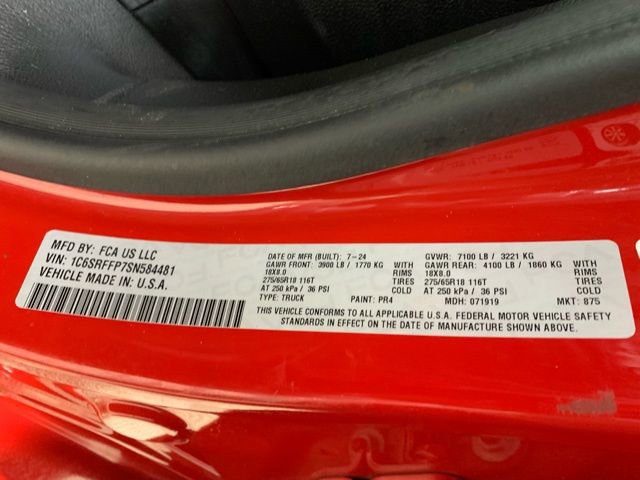 MFD BY: FCA US LLC
VIN: 1C6SRFFP7SN584481
VEHICLE MADE IN U.S.A.
DATE OF MFR (BUILT): 7-24 GVWR: 7100 LB / 3221 KG
GAWR FRONT: 3900 LB / 1770 KG GAWR REAR: 4100 LB / 1860 KG
18X8.0 RIMS 18X8.0 RIMS
275/65R18 116T TIRES 275/65R18 116T TIRES
AT 250 kPa / 36 PSI COLD AT 250 kPa / 36 PSI COLD
TYPE: TRUCK PAINT: PR4 MDH: 071919 MKT: 875
THIS VEHICLE CONFORMS TO ALL APPLICABLE U.S.A. FEDERAL MOTOR VEHICLE SAFETY
STANDARDS IN EFFECT ON THE DATE OF MANUFACTURE SHOWN ABOVE.